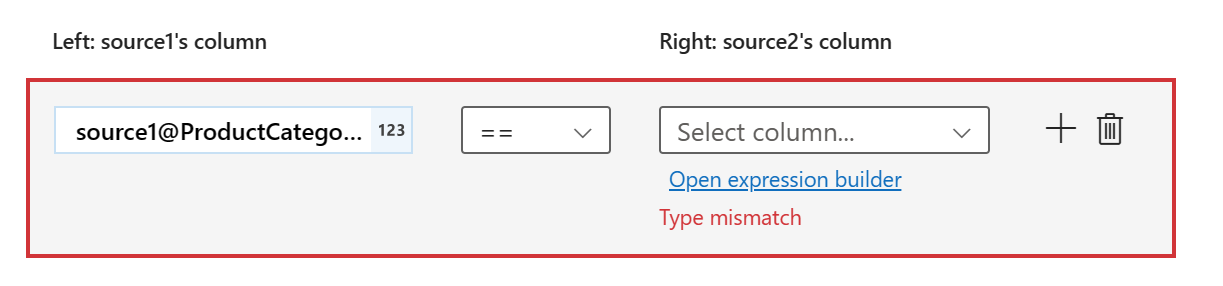 Left: source1's column Right: source2's column
source1@ProductCatego... 123 == Select column...
Open expression builder
Type mismatch